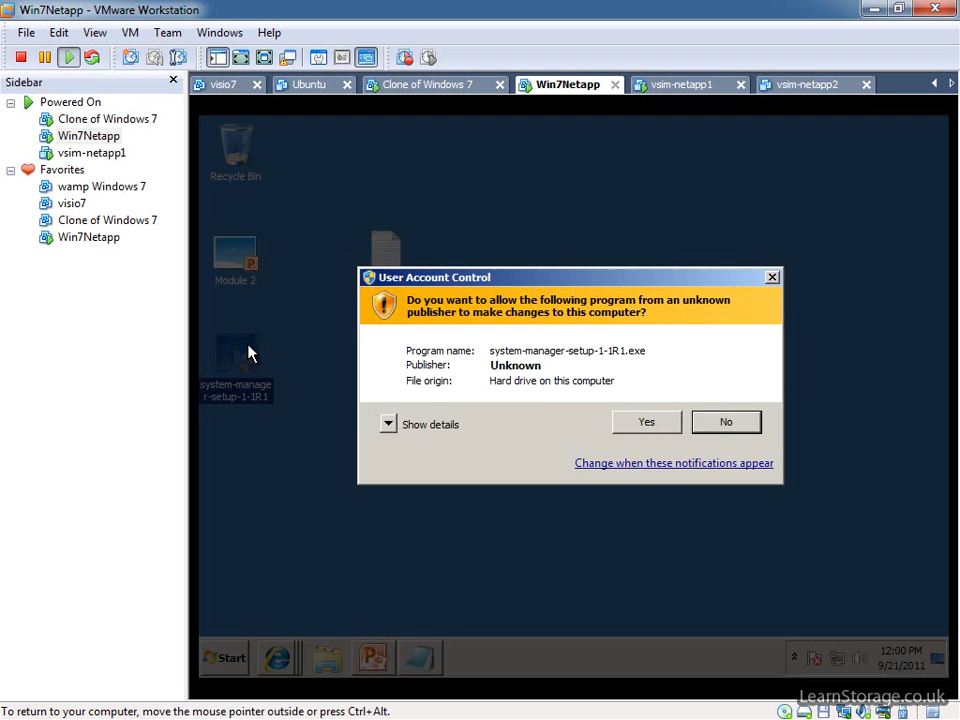 Win7Netapp - VMware Workstation
File Edit View VM Team Windows Help
Sidebar
Powered On
Clone of Windows 7
Win7Netapp
vsim-netapp1
Favorites
wamp Windows 7
visio7
Clone of Windows 7
Win7Netapp
visio7 Ubuntu Clone of Windows 7 Win7Netapp vsim-netapp1 vsim-netapp2
Recycle Bin
Module 2
system-manage
r-setup-1-1R1
User Account Control
Do you want to allow the following program from an unknown
publisher to make changes to this computer?
Program name: system-manager-setup-1-1R1.exe
Publisher: Unknown
File origin: Hard drive on this computer
Show details
Yes No
Change when these notifications appear
Start
12:00 PM
9/21/2011
LearnStorage.co.uk
To return to your computer, move the mouse pointer outside or press Ctrl+Alt.